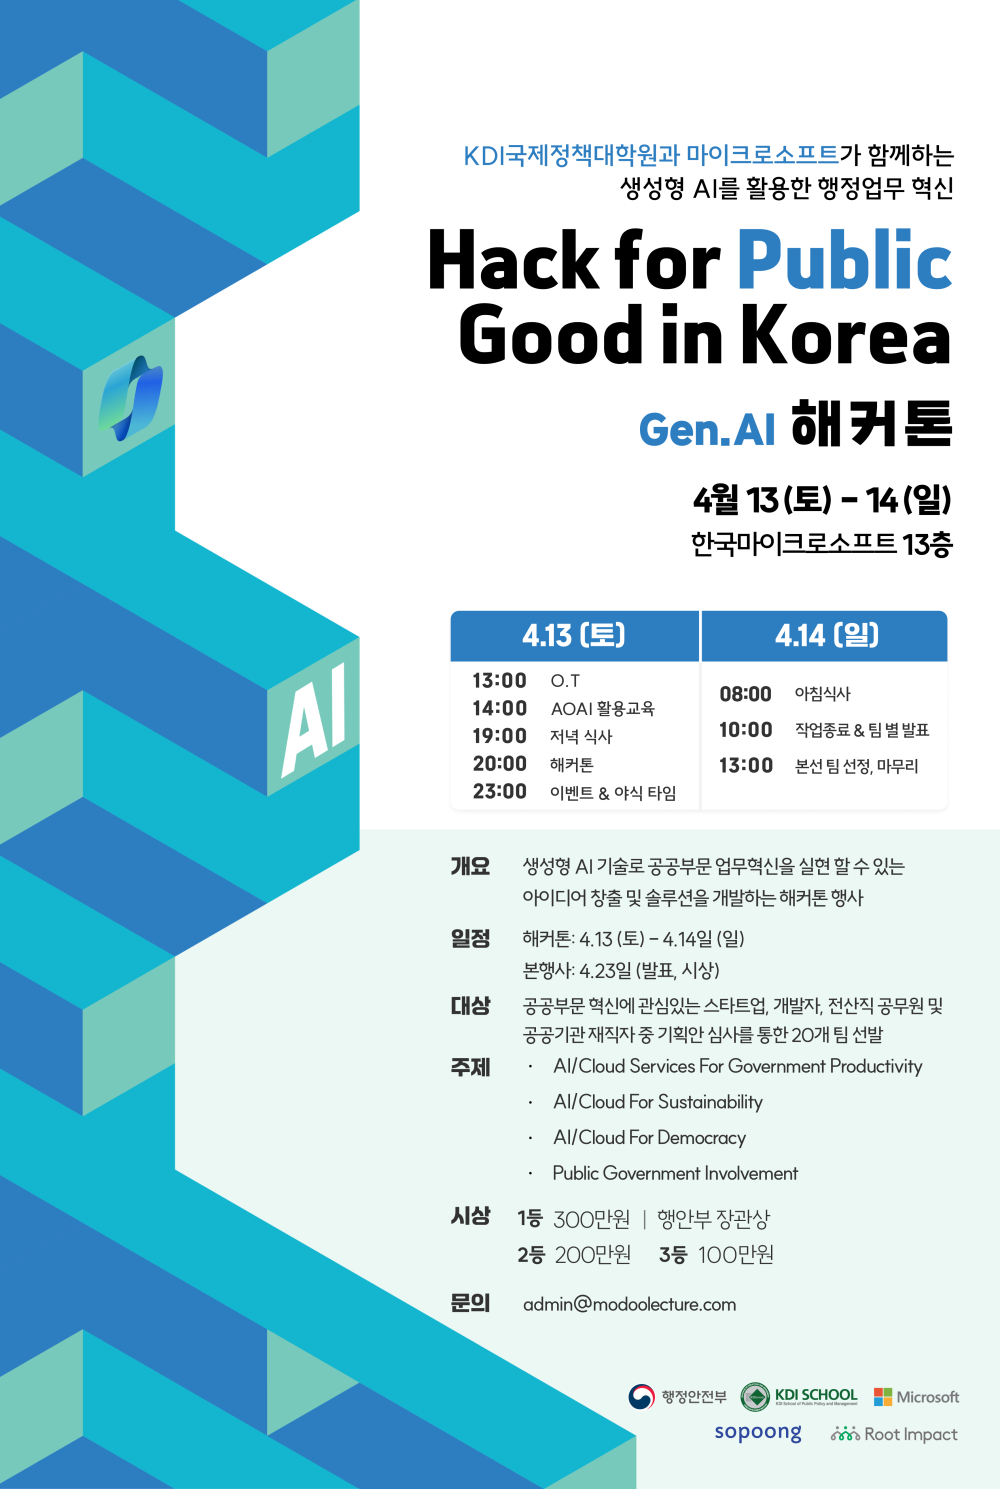 KDI국제정책대학원과 마이크로소프트가 함께하는
생성형 AI를 활용한 행정업무 혁신
Hack for Public
Good in Korea
Gen.AI 해커톤
4월 13 (토) - 14 (일)
한국마이크로소프트 13층
AI
4.13 (토)
13:00 O.T
14:00 AOAI 활용교육
19:00 저녁 식사
20:00 해커톤
23:00 이벤트 & 야식 타임
4.14 (일)
08:00 아침식사
10:00 작업종료 & 팀 별 발표
13:00 본선 팀 선정, 마무리
개요 생성형 AI 기술로 공공부문 업무혁신을 실현 할 수 있는
아이디어 창출 및 솔루션을 개발하는 해커톤 행사
일정 해커톤: 4.13 (토) – 4.14일 (일)
본행사: 4.23일 (발표, 시상)
대상 공공부문 혁신에 관심있는 스타트업, 개발자, 전산직 공무원 및
공공기관 재직자 중 기획안 심사를 통한 20개 팀 선발
주제 · AI/Cloud Services For Government Productivity
· AI/Cloud For Sustainability
· AI/Cloud For Democracy
· Public Government Involvement
시상 1등 300만원 | 행안부 장관상
2등 200만원 3등 100만원
문의 admin@modoolecture.com
행정안전부 KDI SCHOOL Microsoft
KDI School of Public Policy and Management
sopoong Root Impact